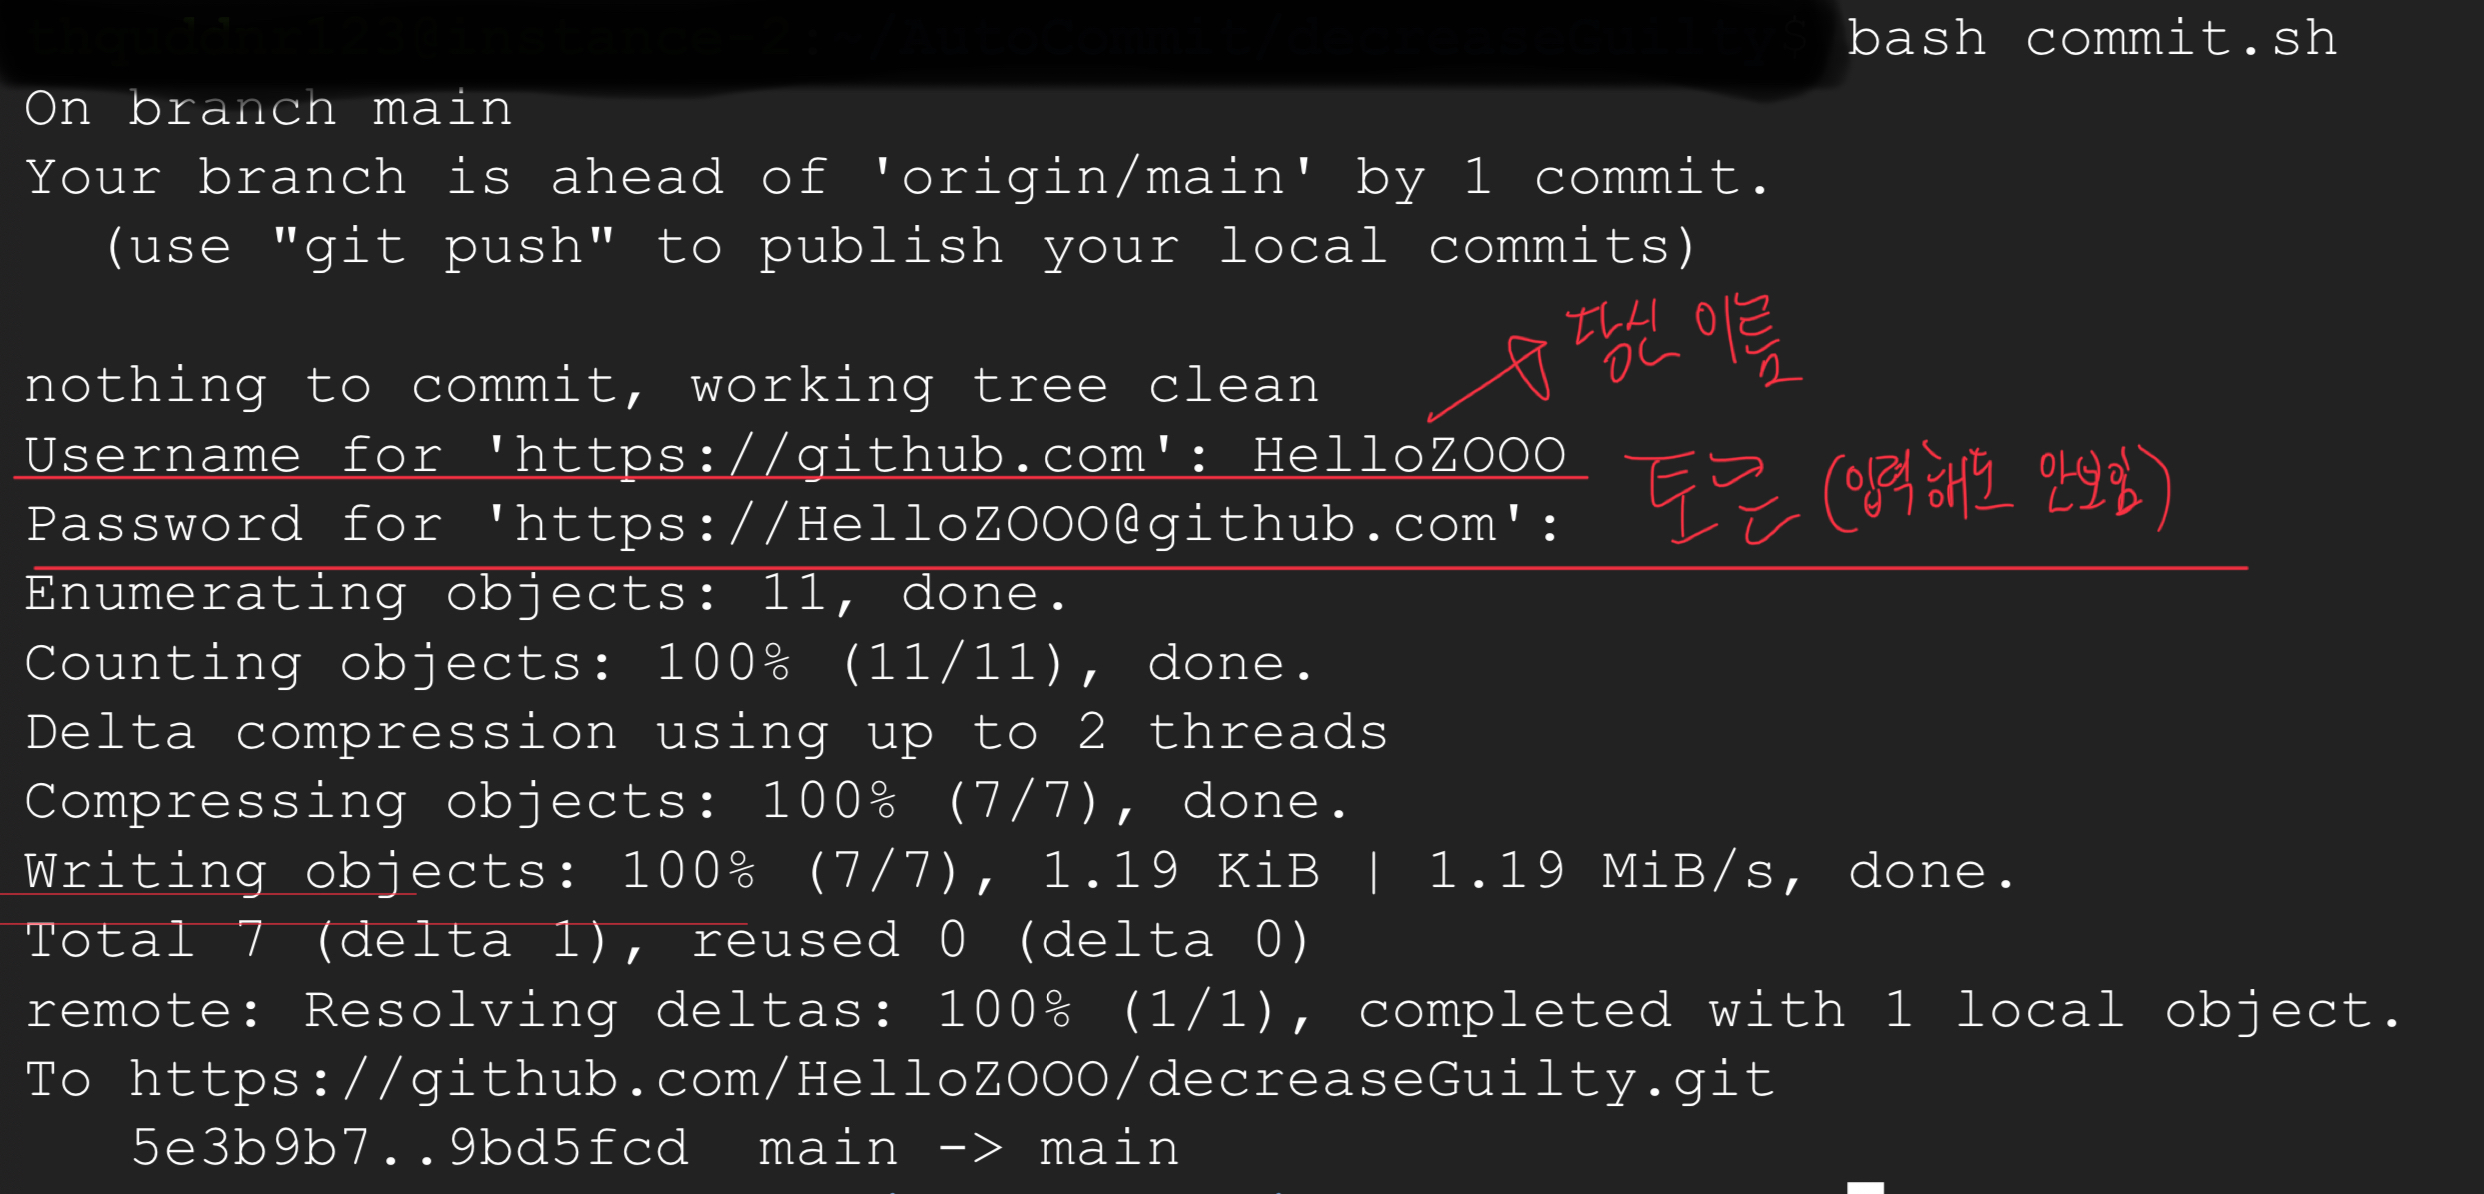 bash commit.sh
On branch main
Your branch is ahead of 'origin/main' by 1 commit.
(use "git push" to publish your local commits)
당신 이름
nothing to commit, working tree clean
Username for 'https://github.com': HelloZOOO
토큰 (입력해도 안보임)
Password for 'https://HelloZOOO@github.com':
Enumerating objects: 11, done.
Counting objects: 100% (11/11), done.
Delta compression using up to 2 threads
Compressing objects: 100% (7/7), done.
Writing objects: 100% (7/7), 1.19 KiB | 1.19 MiB/s, done.
Total 7 (delta 1), reused 0 (delta 0)
remote: Resolving deltas: 100% (1/1), completed with 1 local object.
To https://github.com/HelloZOOO/decreaseGuilty.git
5e3b9b7..9bd5fcd  main -> main